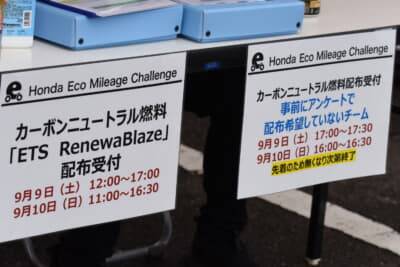 Honda Eco Mileage Challenge
カーボンニュートラル燃料
「ETS RenewaBlaze」
配布受付
9月9日（土）12:00〜17:00
9月10日（日）11:00〜16:30
Honda Eco Mileage Challenge
カーボンニュートラル燃料配布受付
事前にアンケートで
配布希望していないチーム
9月9日（土）17:00〜17:30
9月10日（日）16:00〜16:30
先着のため無くなり次第終了